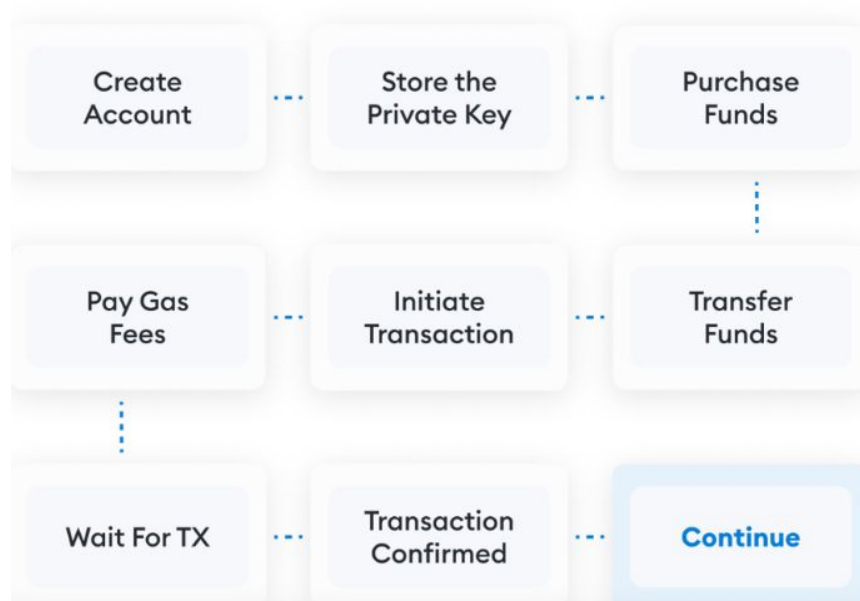 Create
Account
Store the
Private Key
Purchase
Funds
Pay Gas
Fees
Initiate
Transaction
Transfer
Funds
Wait For TX
Transaction
Confirmed
Continue